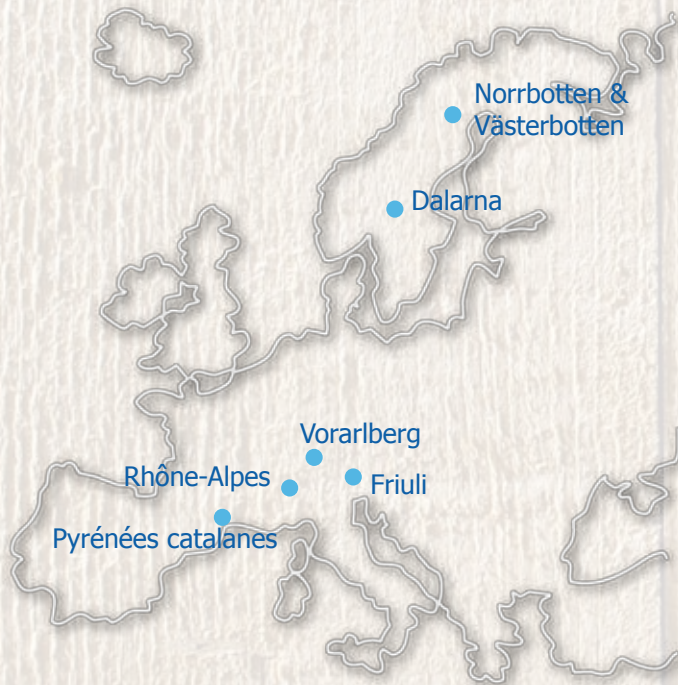 Norrbotten &
Västerbotten
Dalarna
Vorarlberg
Rhône-Alpes
Friuli
Pyrénées catalanes